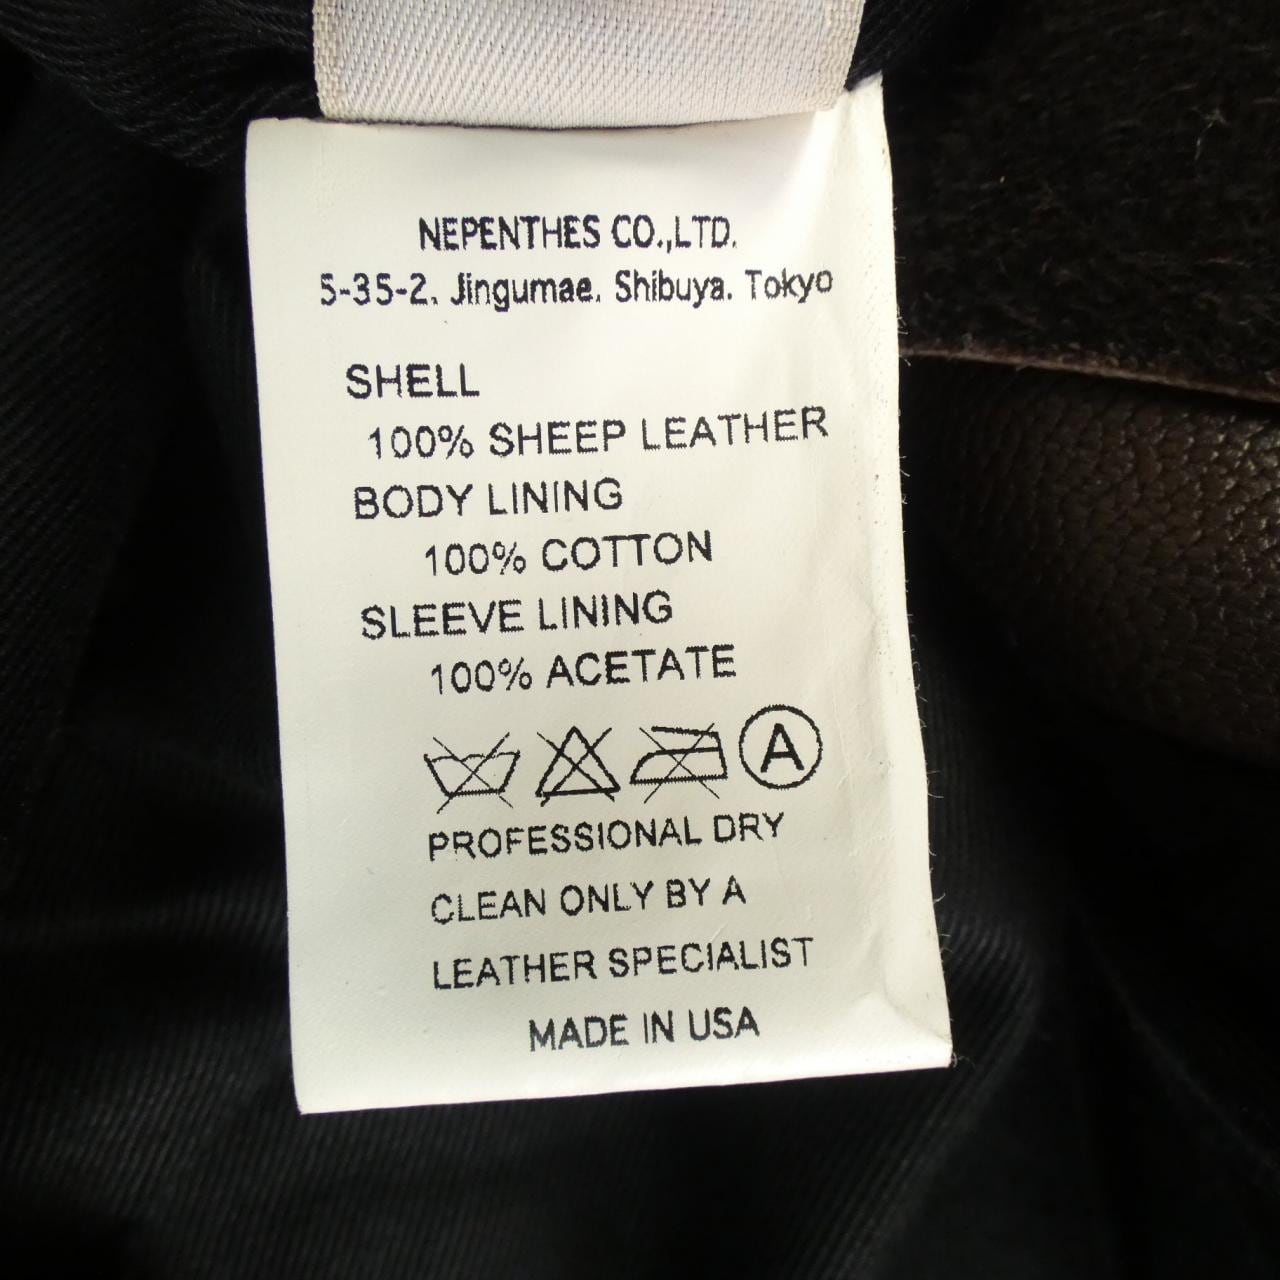 NEPENTHES CO.,LTD.
5-35-2, Jingumae, Shibuya, Tokyo
SHELL
100% SHEEP LEATHER
BODY LINING
100% COTTON
SLEEVE LINING
100% ACETATE
A
PROFESSIONAL DRY
CLEAN ONLY BY A
LEATHER SPECIALIST
MADE IN USA